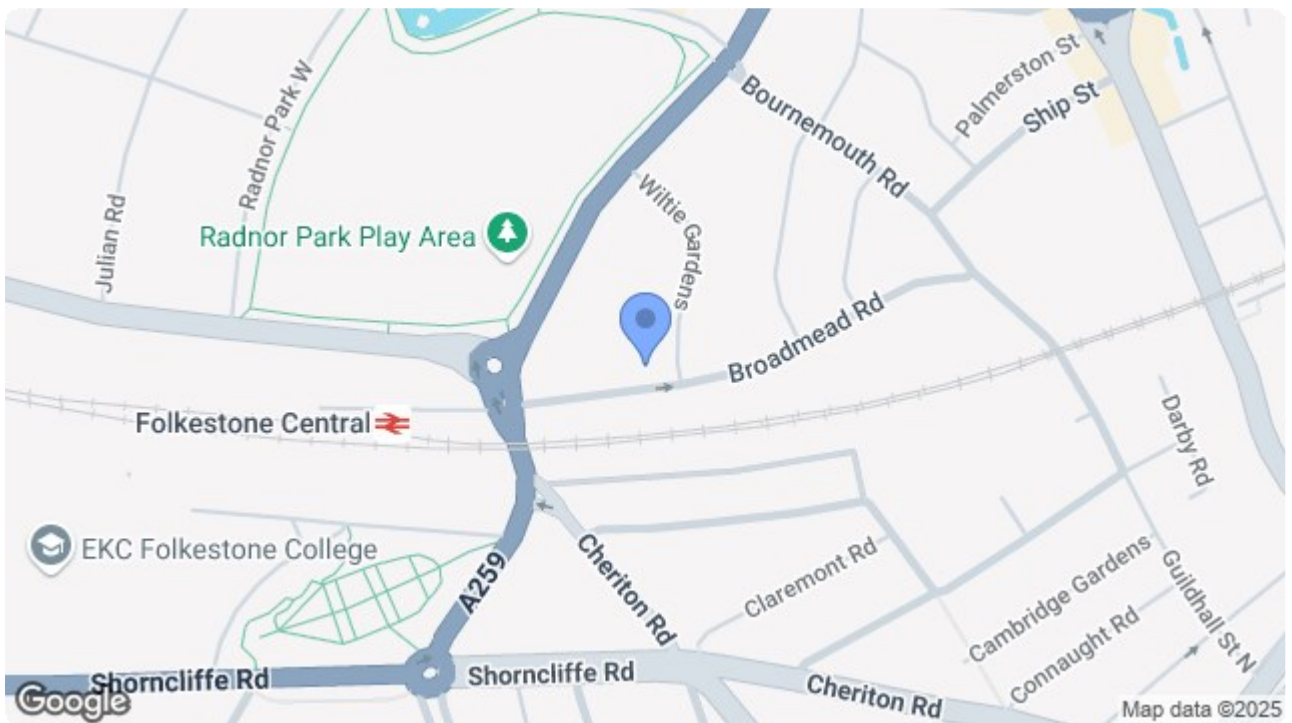 Palmerston St
Ship St
Bournemouth Rd
Radnor Park W
Julian Rd
Wiltie Gardens
Radnor Park Play Area
Broadmead Rd
Folkestone Central
Darby Rd
EKC Folkestone College
A259
Cheriton Rd
Claremont Rd
Cambridge Gardens
Guildhall St N
Connaught Rd
Shorncliffe Rd
Shorncliffe Rd
Cheriton Rd
Google
Map data ©2025